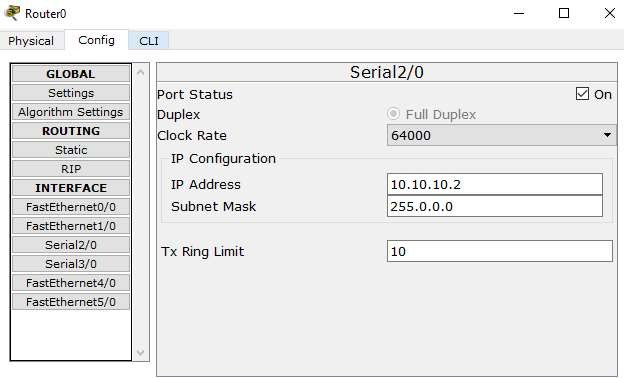 Router0
Physical Config CLI
GLOBAL
Settings
Algorithm Settings
ROUTING
Static
RIP
INTERFACE
FastEthernet0/0
FastEthernet1/0
Serial2/0
Serial3/0
FastEthernet4/0
FastEthernet5/0
Serial2/0
Port Status On
Duplex Full Duplex
Clock Rate 64000
IP Configuration
IP Address 10.10.10.2
Subnet Mask 255.0.0.0
Tx Ring Limit 10